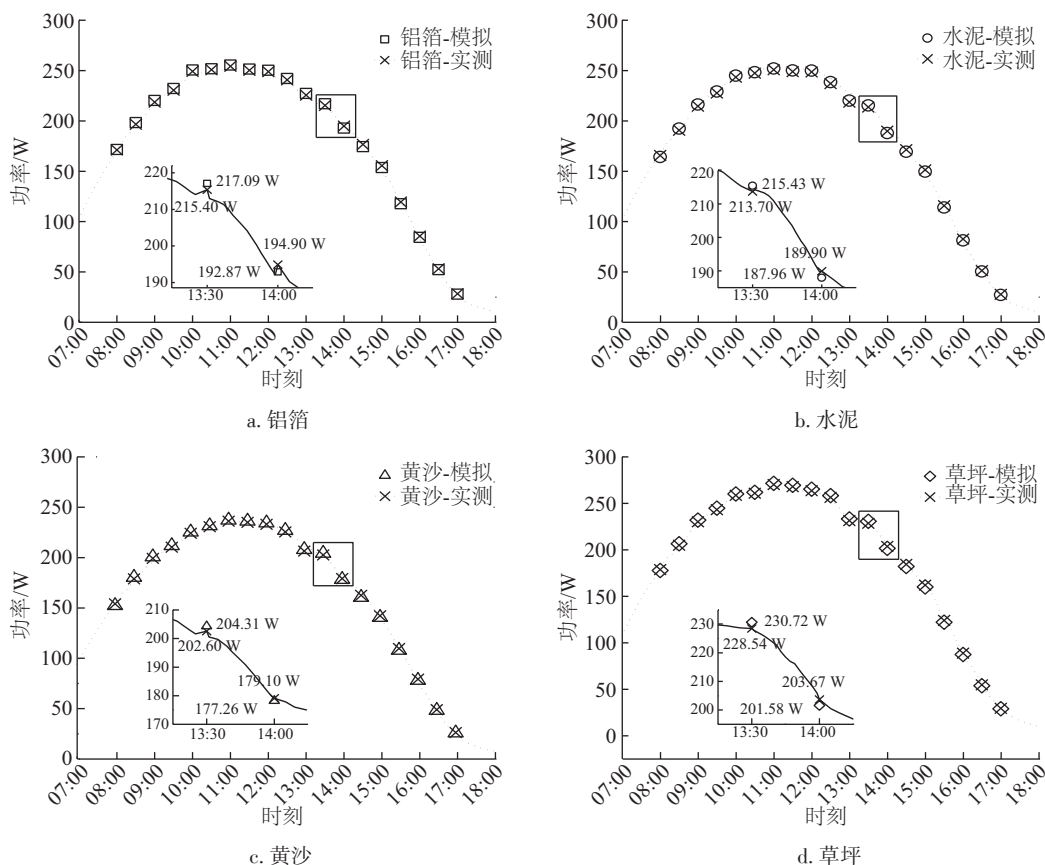 300
250
200
150
100
50
0
功率/W
铝箔-模拟
铝箔-实测
220
210
200
190
217.09 W
215.40 W
194.90 W
192.87 W
13:30
14:00
07:00
08:00
09:00
10:00
11:00
12:00
13:00
14:00
15:00
16:00
17:00
18:00
时刻
a. 铝箔
300
250
200
150
100
50
0
功率/W
水泥-模拟
水泥-实测
220
210
200
190
215.43 W
213.70 W
189.90 W
187.96 W
13:30
14:00
07:00
08:00
09:00
10:00
11:00
12:00
13:00
14:00
15:00
16:00
17:00
18:00
时刻
b. 水泥
300
250
200
150
100
50
0
功率/W
黄沙-模拟
黄沙-实测
210
200
190
180
170
204.31 W
202.60 W
179.10 W
177.26 W
13:30
14:00
07:00
08:00
09:00
10:00
11:00
12:00
13:00
14:00
15:00
16:00
17:00
18:00
时刻
c. 黄沙
300
250
200
150
100
50
0
功率/W
草坪-模拟
草坪-实测
230
220
210
200
230.72 W
228.54 W
203.67 W
201.58 W
13:30
14:00
07:00
08:00
09:00
10:00
11:00
12:00
13:00
14:00
15:00
16:00
17:00
18:00
时刻
d. 草坪